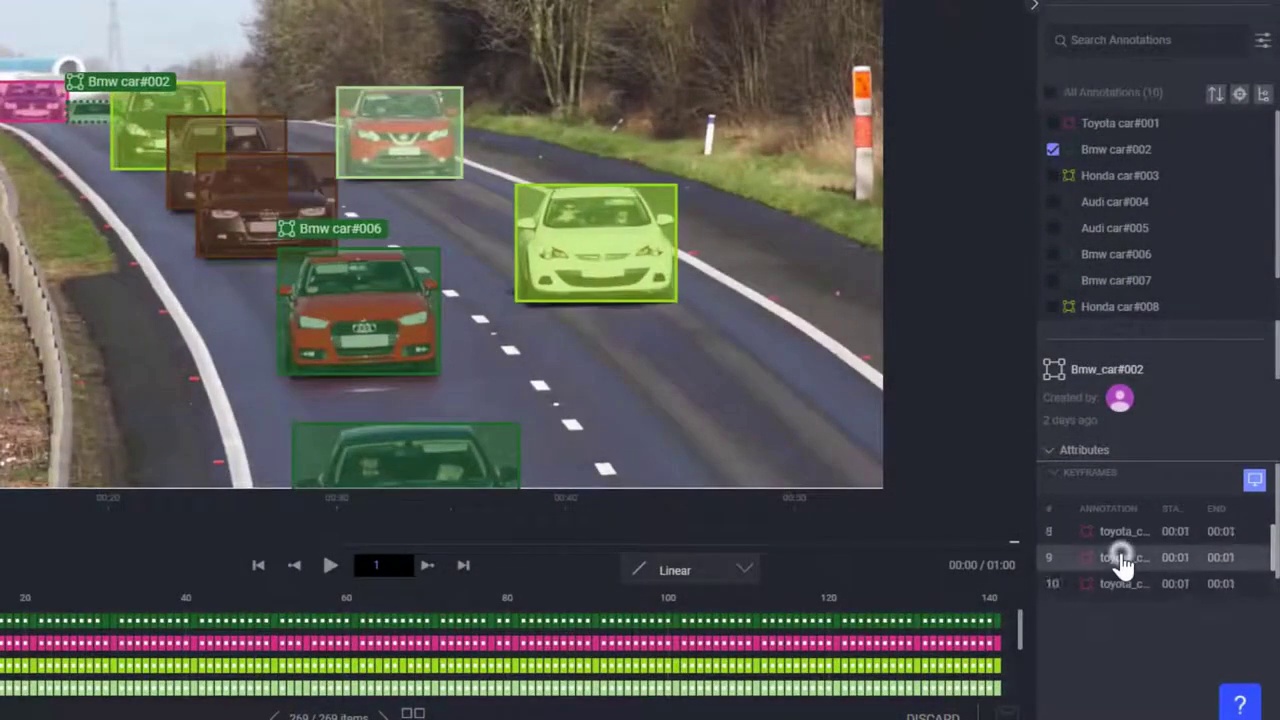 Search Annotations
Bmw car#002
All Annotations (10)
Toyota car#001
Bmw car#002
Honda car#003
Audi car#004
Audi car#005
Bmw car#006
Bmw car#006
Bmw car#007
Honda car#008
Bmw_car#002
Created by:
2 days ago
Attributes
KEYFRAMES
00:20 00:30 00:40 00:50
# ANNOTATION STA.. END
8 toyota_c... 00:01 00:01
9 00:01 00:01
10 toyota_c... 00:01 00:01
1 Linear 00:00 / 01:00
20 40 60 80 100 120 140
269 / 269 items DISCARD
?